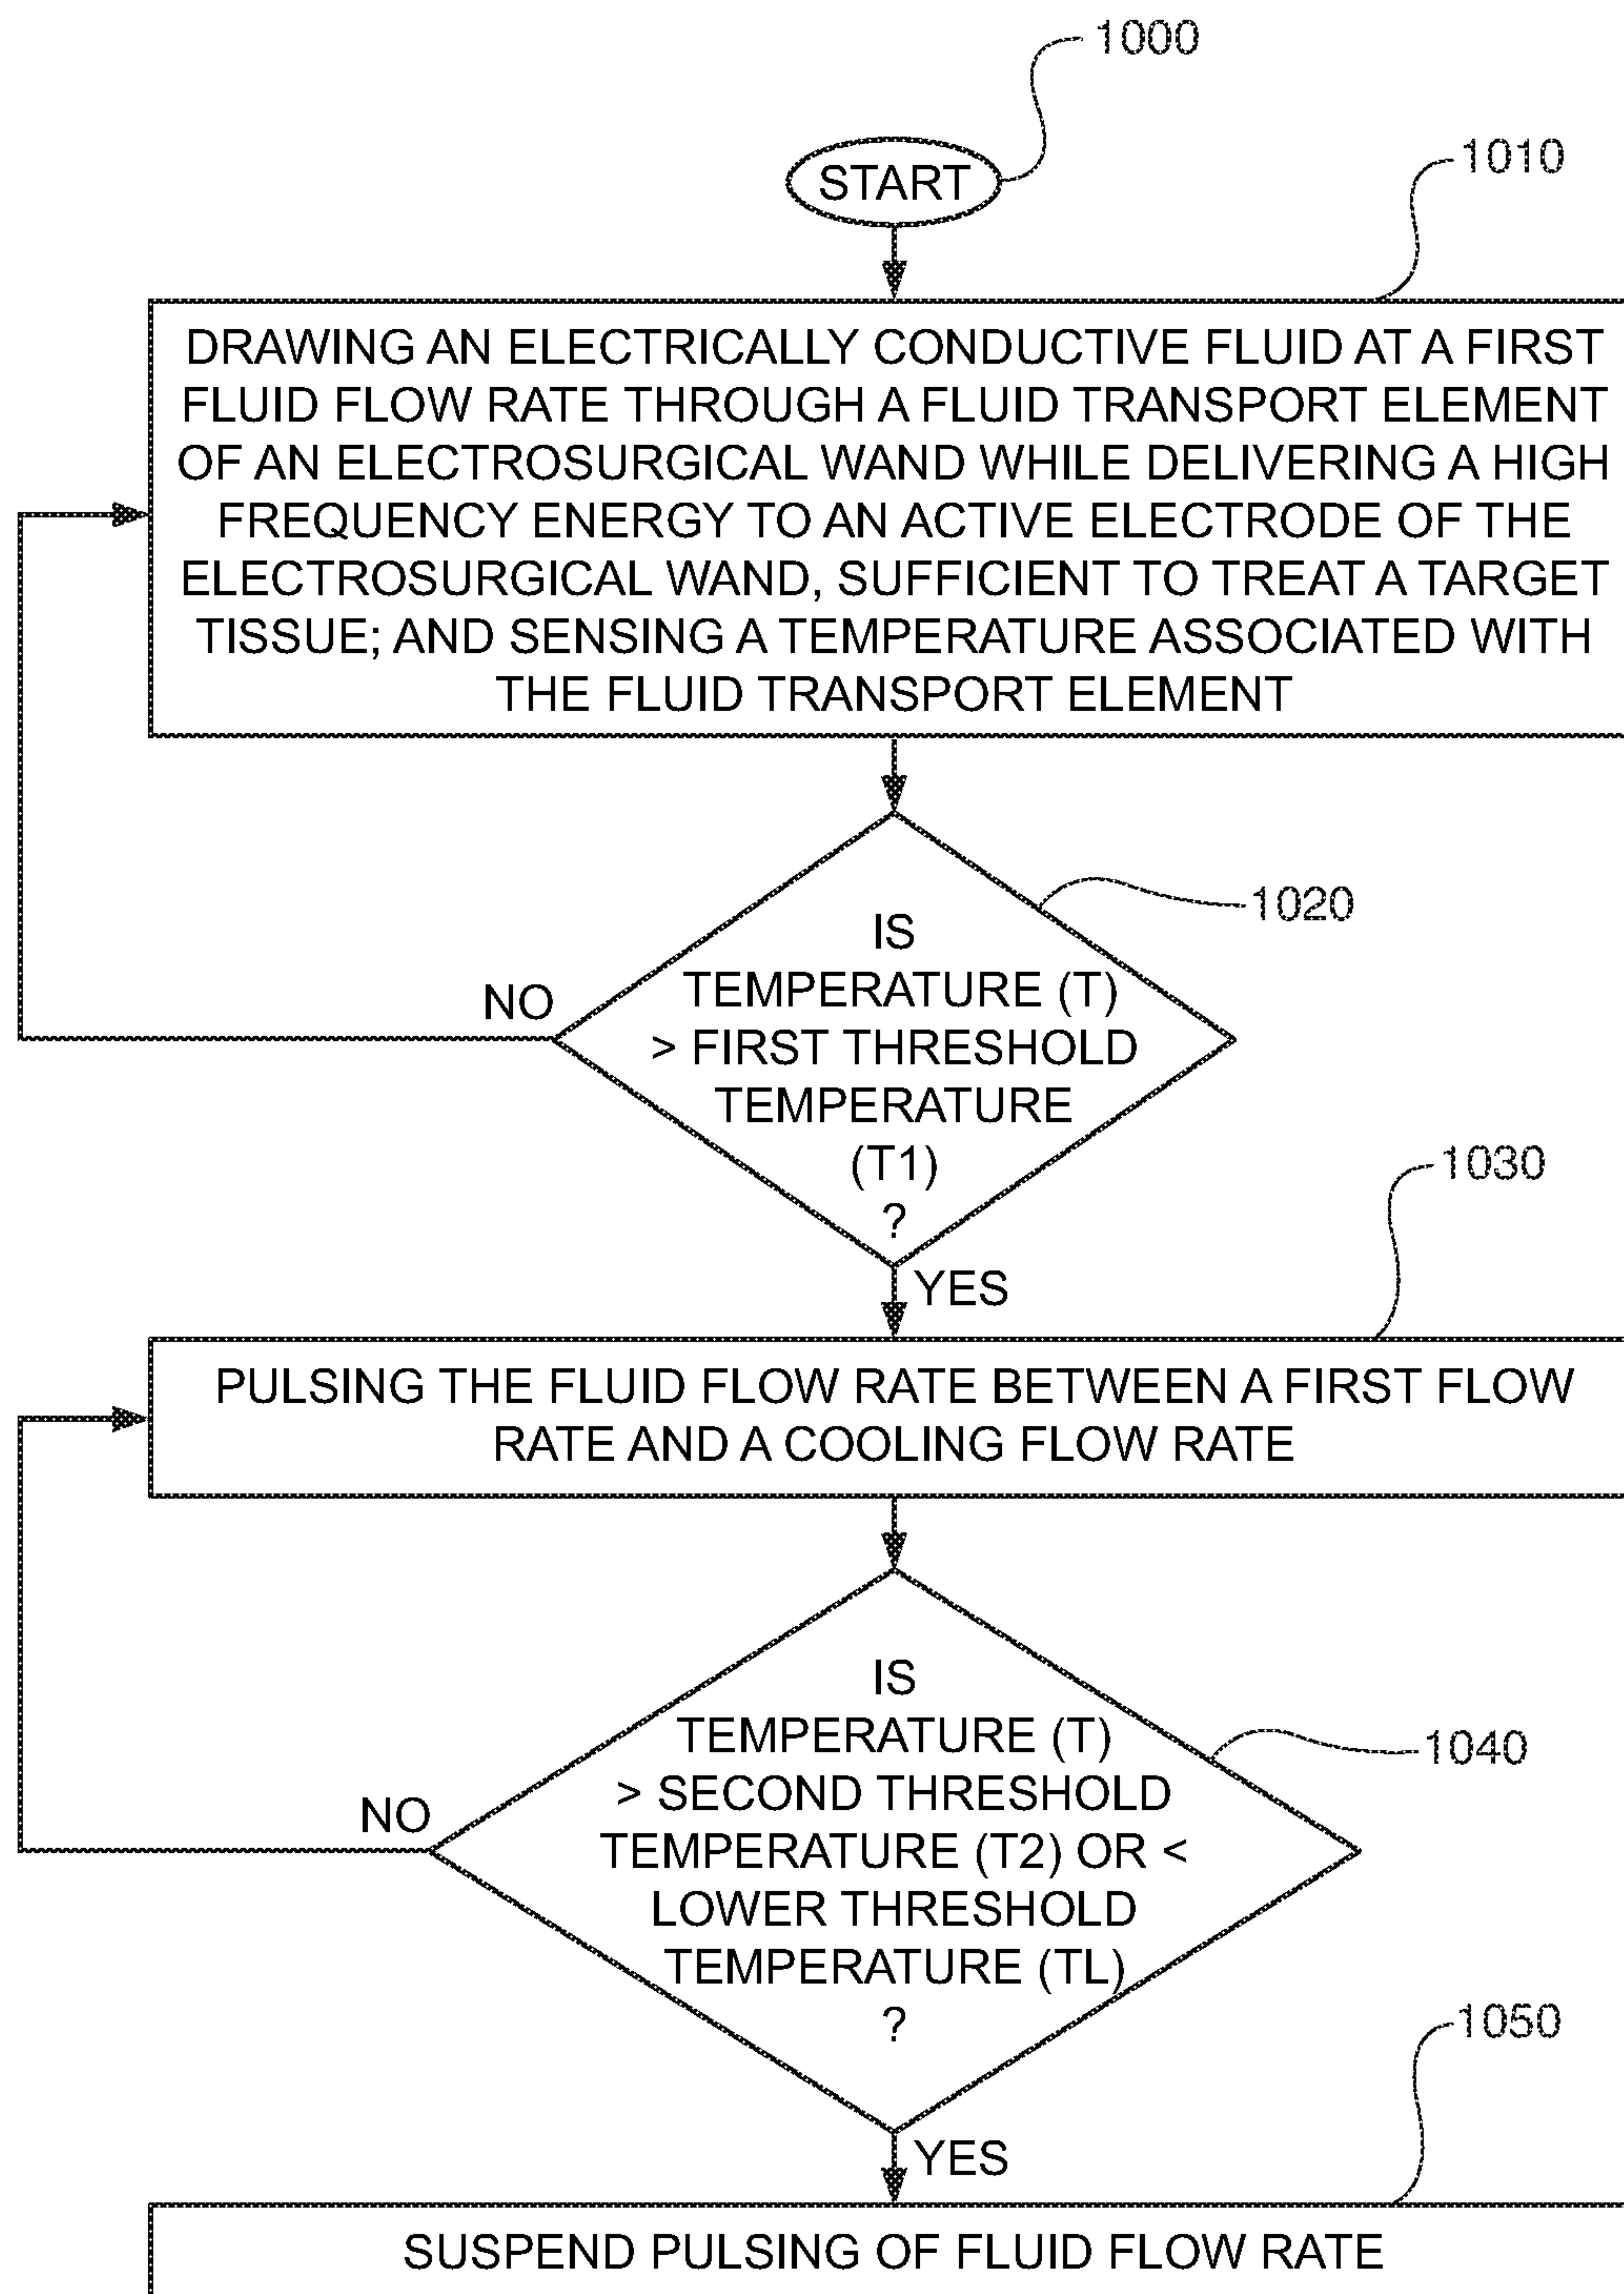 1000
START
1010
DRAWING AN ELECTRICALLY CONDUCTIVE FLUID AT A FIRST
FLUID FLOW RATE THROUGH A FLUID TRANSPORT ELEMENT
OF AN ELECTROSURGICAL WAND WHILE DELIVERING A HIGH
FREQUENCY ENERGY TO AN ACTIVE ELECTRODE OF THE
ELECTROSURGICAL WAND, SUFFICIENT TO TREAT A TARGET
TISSUE; AND SENSING A TEMPERATURE ASSOCIATED WITH
THE FLUID TRANSPORT ELEMENT
1020
IS
TEMPERATURE (T)
> FIRST THRESHOLD
TEMPERATURE
(T1)
?
NO
YES
1030
PULSING THE FLUID FLOW RATE BETWEEN A FIRST FLOW
RATE AND A COOLING FLOW RATE
IS
TEMPERATURE (T)
> SECOND THRESHOLD
TEMPERATURE (T2) OR <
LOWER THRESHOLD
TEMPERATURE (TL)
?
1040
NO
YES
1050
SUSPEND PULSING OF FLUID FLOW RATE